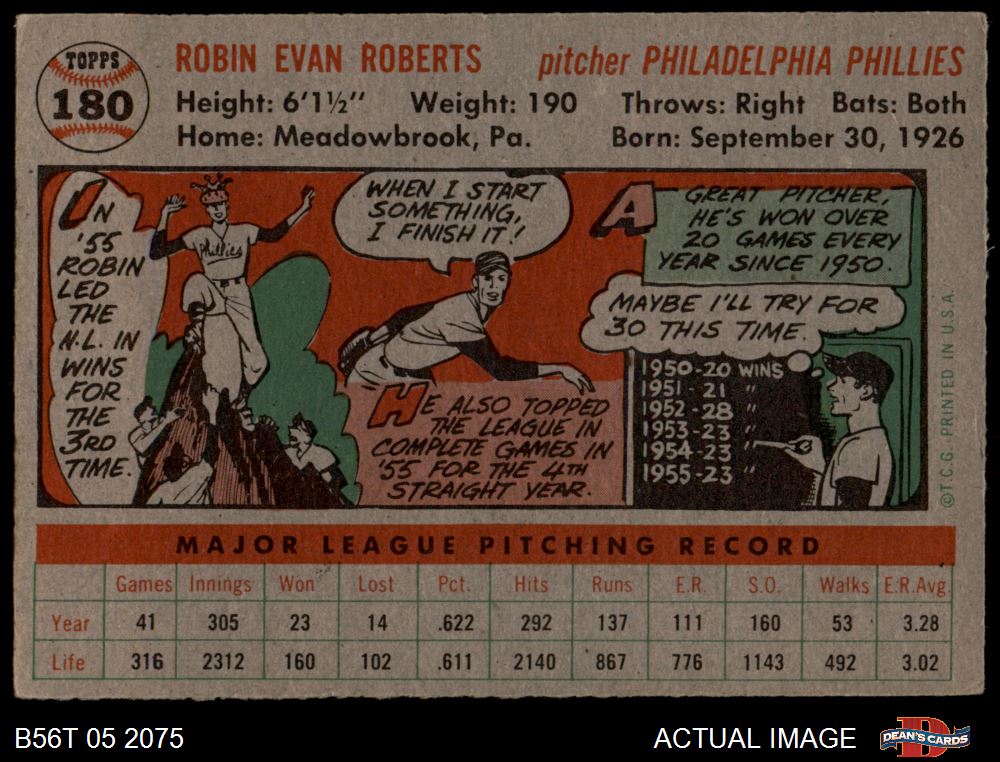 TOPPS
180
ROBIN EVAN ROBERTS pitcher PHILADELPHIA PHILLIES
Height: 6'1½" Weight: 190 Throws: Right Bats: Both
Home: Meadowbrook, Pa. Born: September 30, 1926
IN
'55
ROBIN
LED
THE
N.L. IN
WINS
FOR
THE
3RD
TIME.
Phillies
WHEN I START
SOMETHING,
I FINISH IT!
HE ALSO TOPPED
THE LEAGUE IN
COMPLETE GAMES IN
'55 FOR THE 4TH
STRAIGHT YEAR.
A GREAT PITCHER,
HE'S WON OVER
20 GAMES EVERY
YEAR SINCE 1950.
MAYBE I'LL TRY FOR
30 THIS TIME.
1950-20 WINS
1951-21 "
1952-28 "
1953-23 "
1954-23 "
1955-23 "
©T.C.G. PRINTED IN U.S.A.
MAJOR LEAGUE PITCHING RECORD
Games Innings Won Lost Pct. Hits Runs E.R. S.O. Walks E.R.Avg.
Year 41 305 23 14 .622 292 137 111 160 53 3.28
Life 316 2312 160 102 .611 2140 867 776 1143 492 3.02
B56T 05 2075 ACTUAL IMAGE
D
DEAN'S CARDS